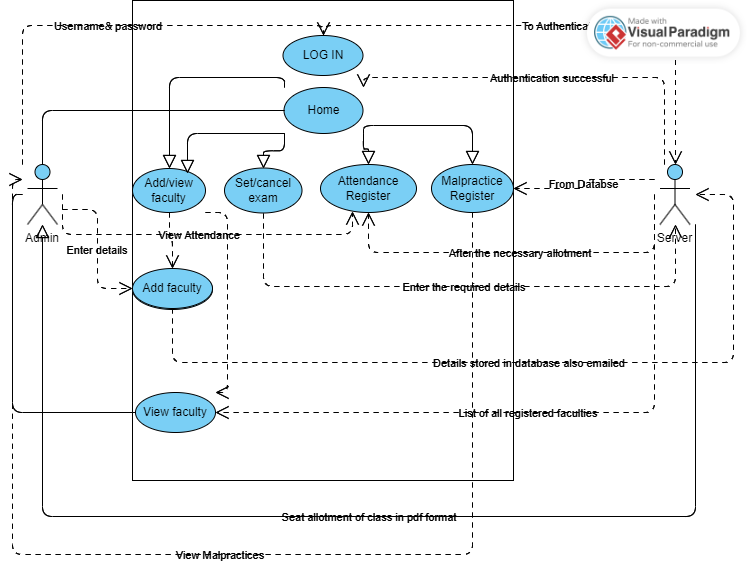 Username& password
To Authentica
Made with
Visual Paradigm
For non-commercial use
LOG IN
Authentication successful
Home
Add/view
faculty
Set/cancel
exam
Attendance
Register
Malpractice
Register
From Databse
Admin
View Attendance
Server
Enter details
After the necessary allotment
Add faculty
Enter the required details
Details stored in database also emailed
View faculty
List of all registered faculties
Seat allotment of class in pdf format
View Malpractices